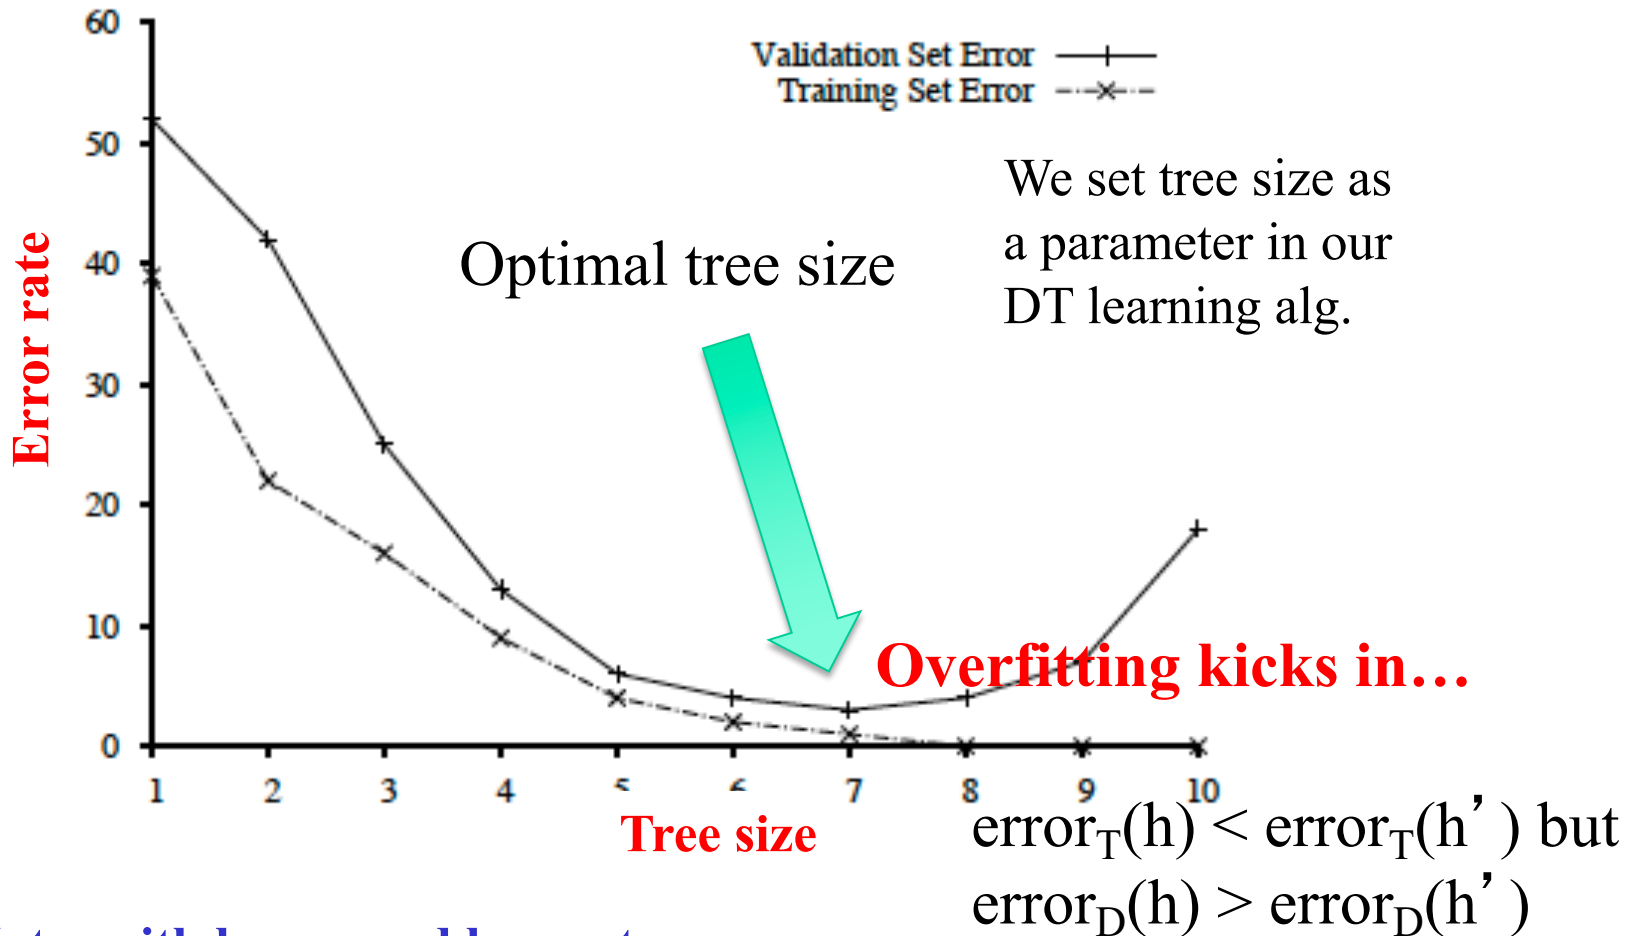 60
50
40
30
20
10
0
Error rate
Validation Set Error
Training Set Error
We set tree size as
a parameter in our
DT learning alg.
Optimal tree size
Overfitting kicks in…
1 2 3 4 5 6 7 8 9 10
Tree size
errorT(h) < errorT(h’) but
errorD(h) > errorD(h’)